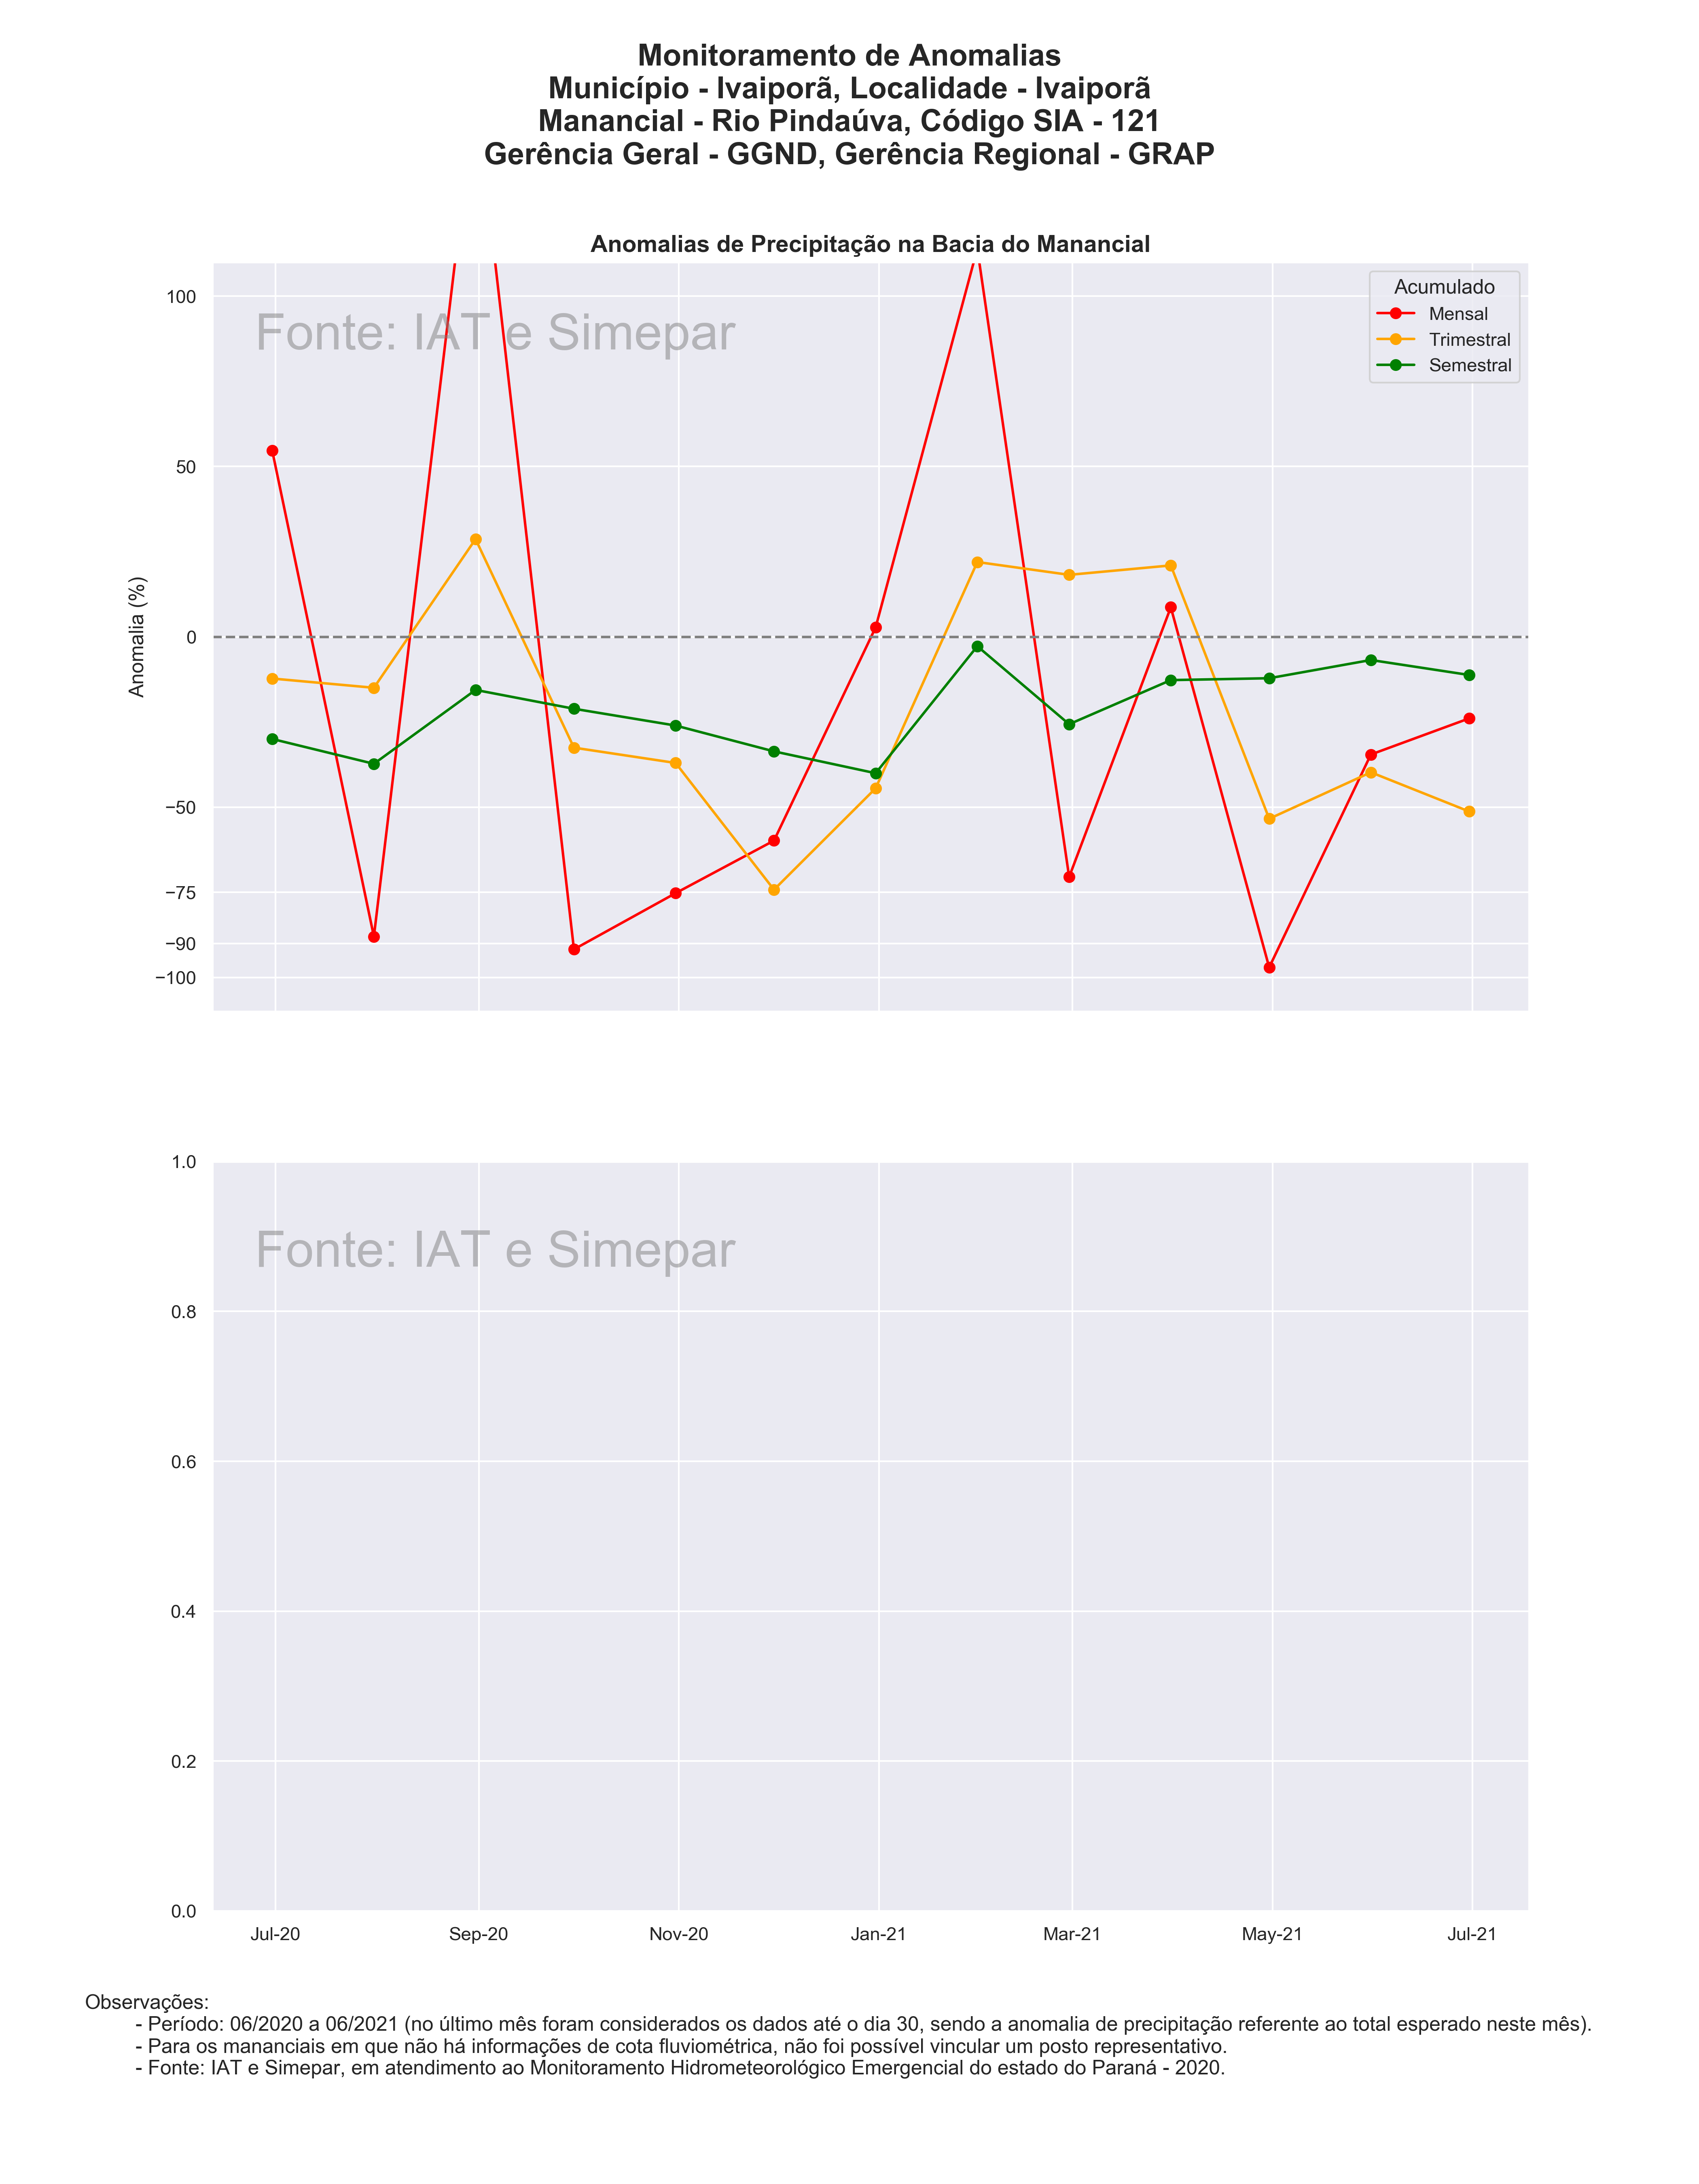 Monitoramento de Anomalias
Município - Ivaiporã, Localidade - Ivaiporã
Manancial - Rio Pindaúva, Código SIA - 121
Gerência Geral - GGND, Gerência Regional - GRAP
Anomalias de Precipitação na Bacia do Manancial
Fonte: IAT e Simepar
Acumulado
Mensal
Trimestral
Semestral
Anomalia (%)
100
50
0
−50
−75
−90
−100
Fonte: IAT e Simepar
1.0
0.8
0.6
0.4
0.2
0.0
Jul-20 Sep-20 Nov-20 Jan-21 Mar-21 May-21 Jul-21
Observações:
- Período: 06/2020 a 06/2021 (no último mês foram considerados os dados até o dia 30, sendo a anomalia de precipitação referente ao total esperado neste mês).
- Para os mananciais em que não há informações de cota fluviométrica, não foi possível vincular um posto representativo.
- Fonte: IAT e Simepar, em atendimento ao Monitoramento Hidrometeorológico Emergencial do estado do Paraná - 2020.